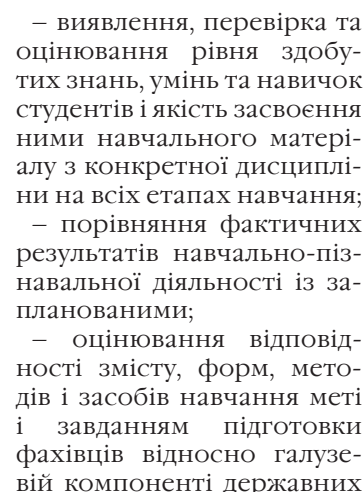 – виявлення, перевірка та
оцінювання рівня здобу-
тих знань, умінь та навичок
студентів і якість засвоєння
ними навчального матері-
алу з конкретної дисциплі-
ни на всіх етапах навчання;
– порівняння фактичних
результатів навчально-піз-
навальної діяльності із за-
планованими;
– оцінювання відповід-
ності змісту, форм, мето-
дів і засобів навчання меті
і завданням підготовки
фахівців відносно галузе-
вій компоненті державних